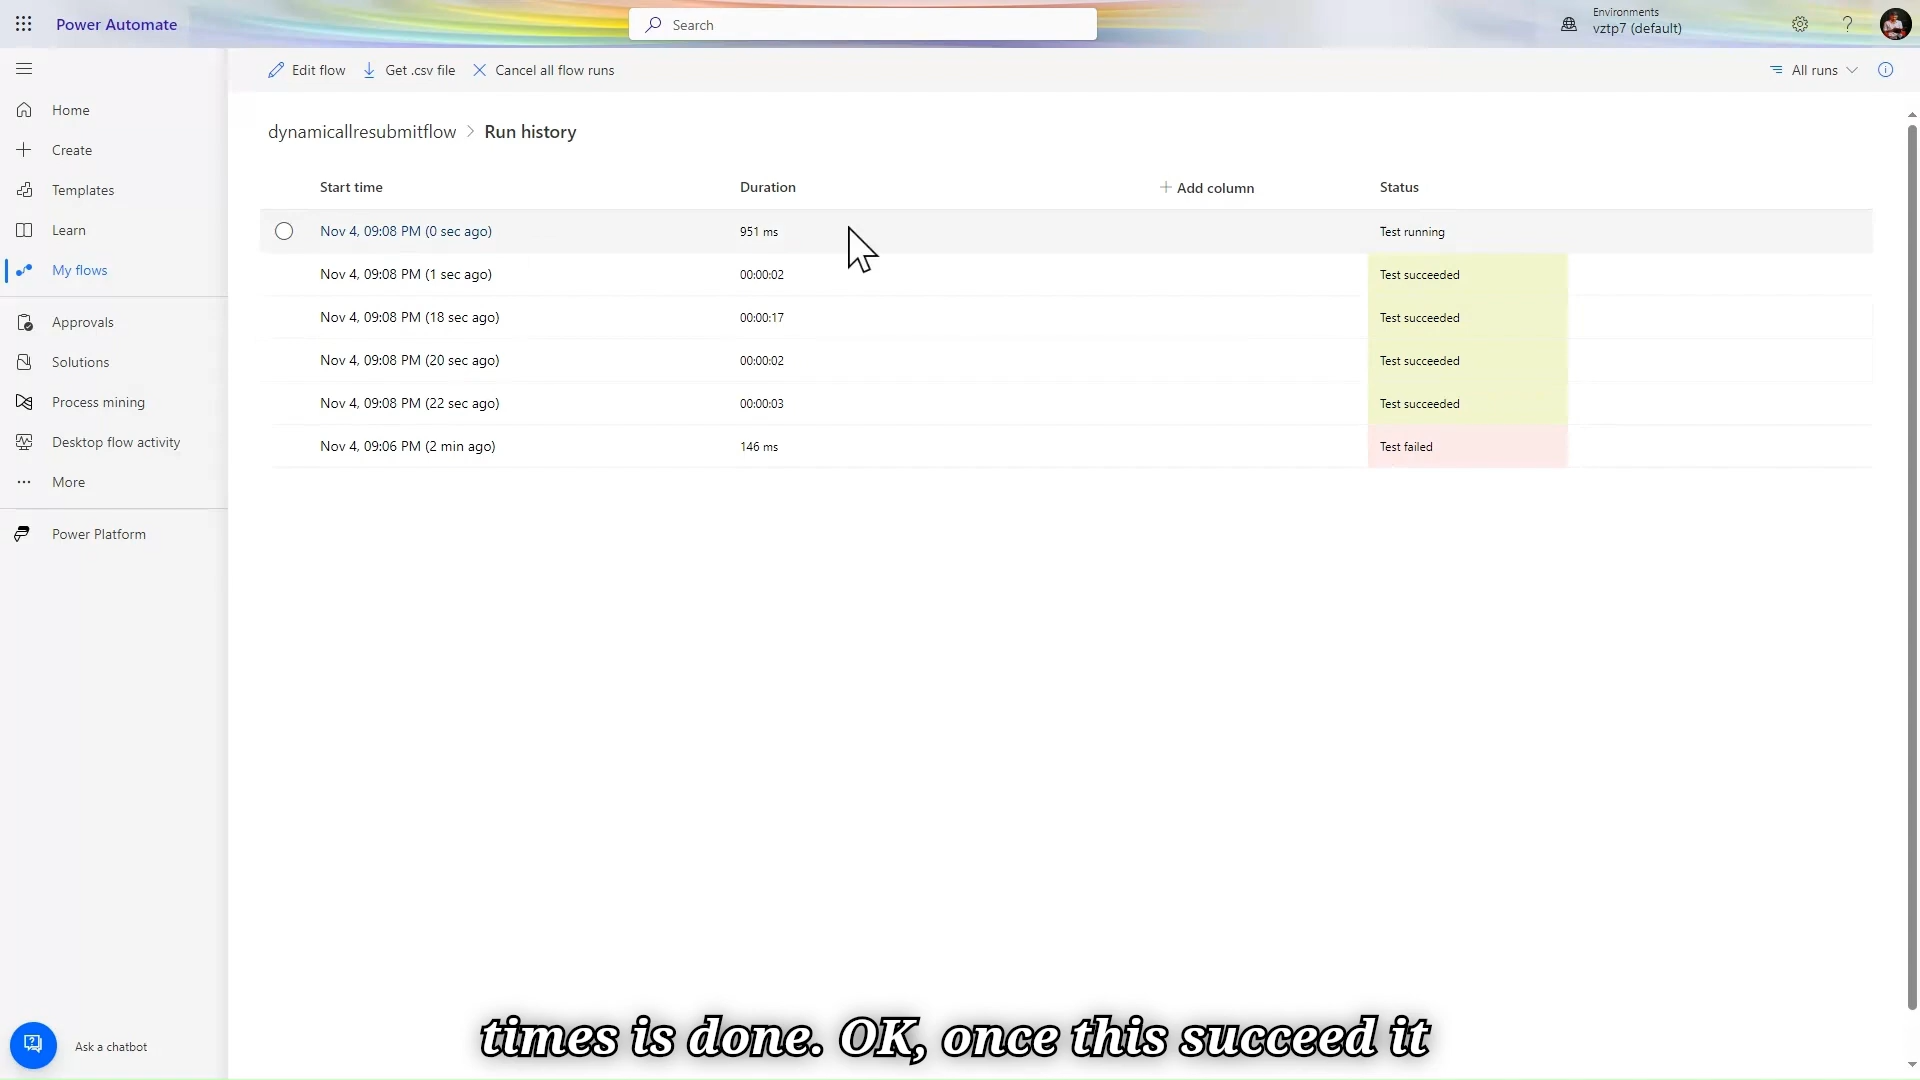 Power Automate
Search
Environments
vztp7 (default)
Edit flow
Get .csv file
Cancel all flow runs
All runs
Home
Create
Templates
Learn
My flows
Approvals
Solutions
Process mining
Desktop flow activity
More
Power Platform
Ask a chatbot
dynamicallresubmitflow > Run history
Start time Duration + Add column Status
Nov 4, 09:08 PM (0 sec ago) 951 ms Test running
Nov 4, 09:08 PM (1 sec ago) 00:00:02 Test succeeded
Nov 4, 09:08 PM (18 sec ago) 00:00:17 Test succeeded
Nov 4, 09:08 PM (20 sec ago) 00:00:02 Test succeeded
Nov 4, 09:08 PM (22 sec ago) 00:00:03 Test succeeded
Nov 4, 09:06 PM (2 min ago) 146 ms Test failed
times is done. OK, once this succeed it